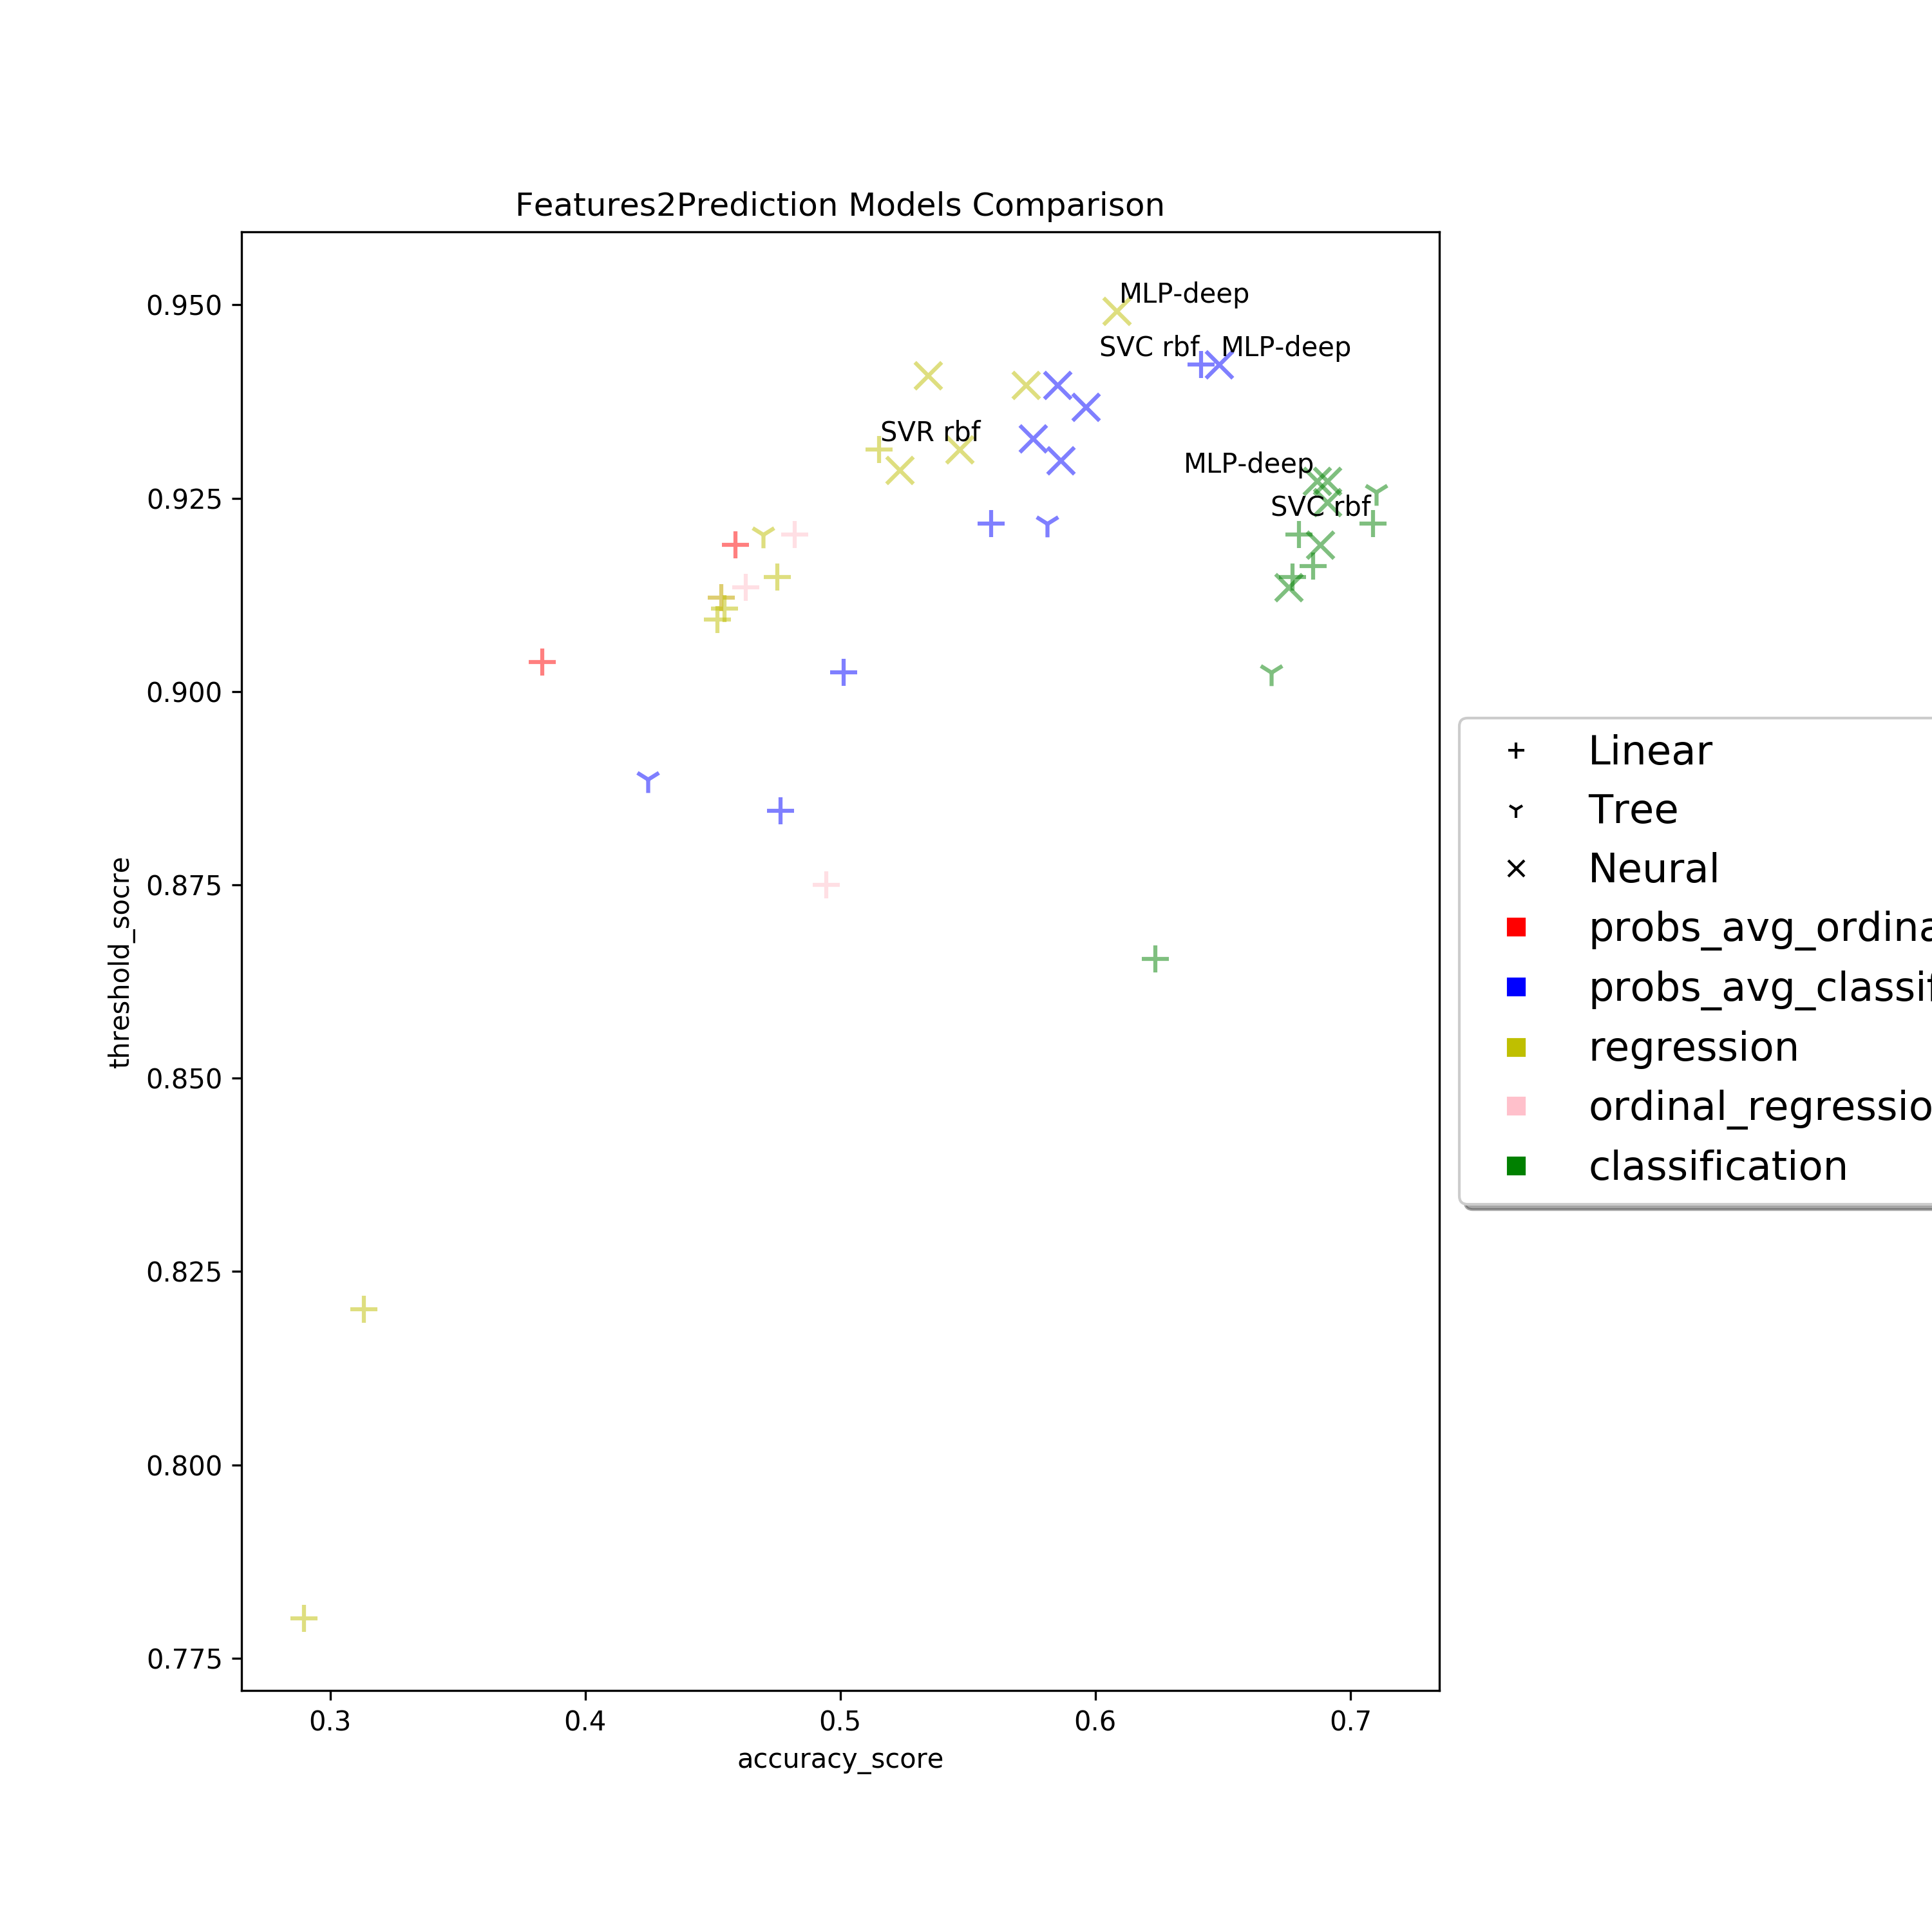 Features2Prediction Models Comparison
MLP-deep
SVC rbf
MLP-deep
SVR rbf
MLP-deep
SVC rbf
0.950
0.925
0.900
0.875
0.850
0.825
0.800
0.775
threshold_socre
0.3 0.4 0.5 0.6 0.7
accuracy_score
Linear
Tree
Neural
probs_avg_ordina
probs_avg_classif
regression
ordinal_regressio
classification